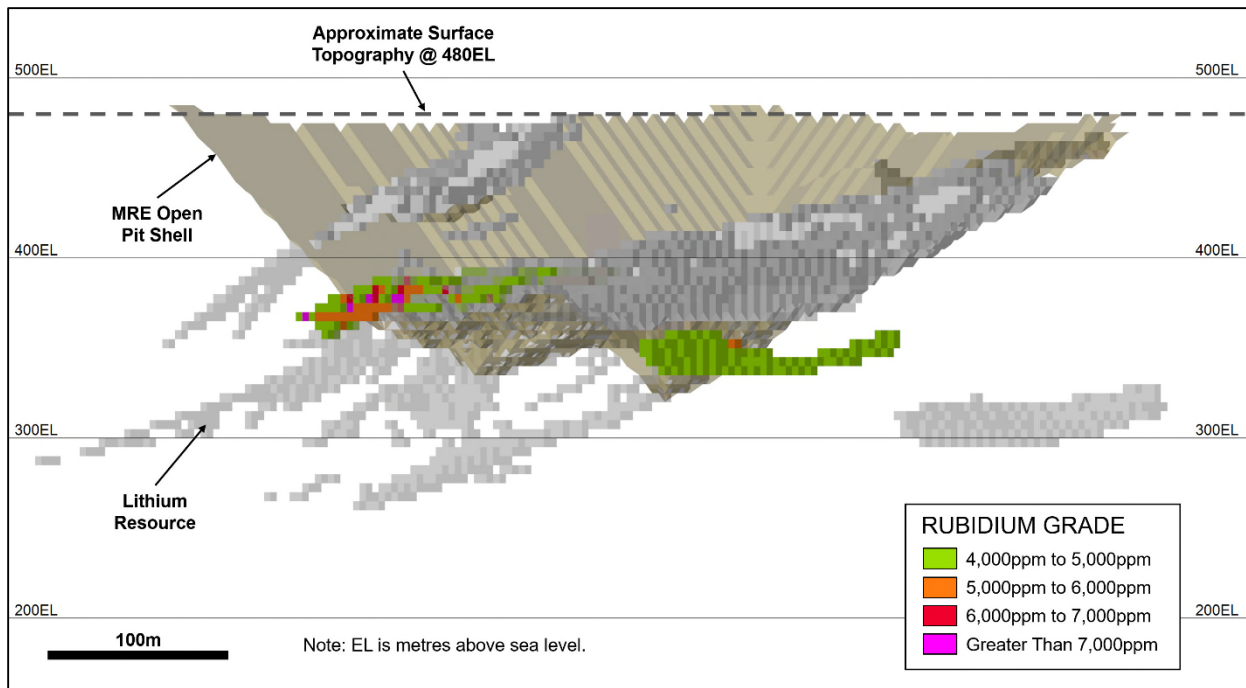 Approximate Surface
Topography @ 480EL
500EL
500EL
MRE Open
Pit Shell
400EL
400EL
300EL
300EL
Lithium
Resource
RUBIDIUM GRADE
4,000ppm to 5,000ppm
5,000ppm to 6,000ppm
6,000ppm to 7,000ppm
Greater Than 7,000ppm
200EL
200EL
100m
Note: EL is metres above sea level.